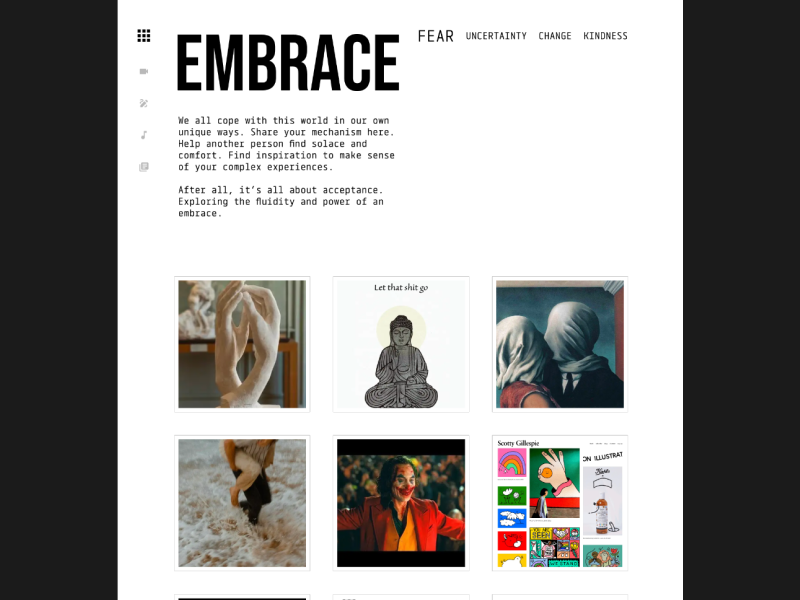 EMBRACE
FEAR UNCERTAINTY CHANGE KINDNESS
We all cope with this world in our own
unique ways. Share your mechanism here.
Help another person find solace and
comfort. Find inspiration to make sense
of your complex experiences.
After all, it's all about acceptance.
Exploring the fluidity and power of an
embrace.
Let that shit go
Scotty Gillespie
ON ILLUSTRAT